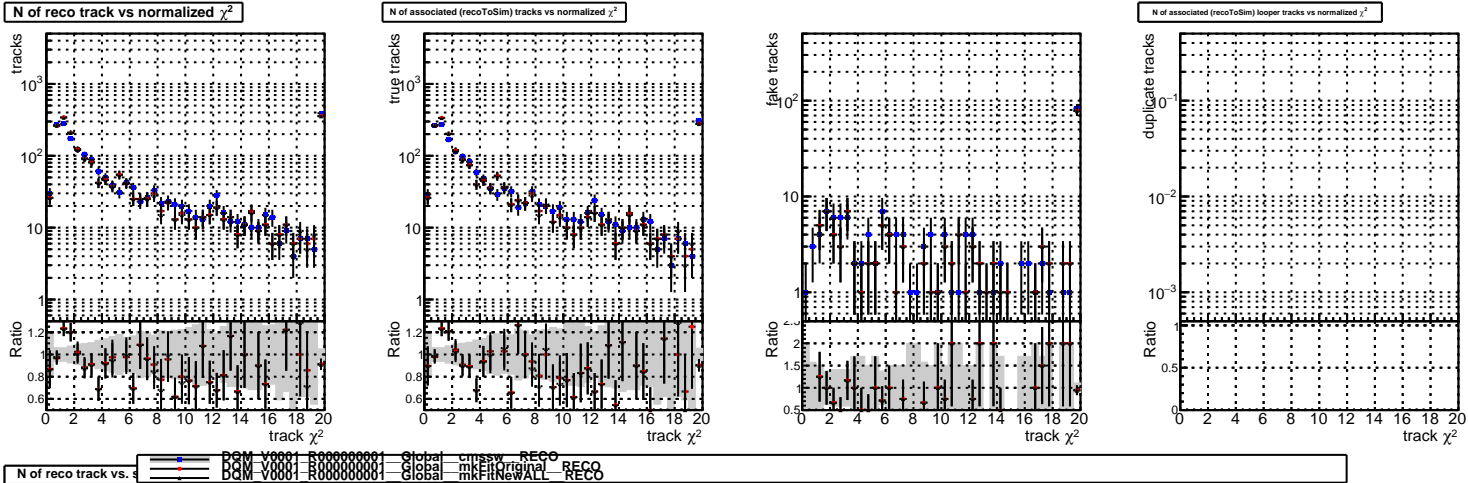 N of reco track vs normalized χ²
N of associated (recoToSim) tracks vs normalized χ²
N of associated (recoToSim) looper tracks vs normalized χ²
tracks
10³
10²
10
1
Ratio
1.2
1
0.8
0.6
0 2 4 6 8 10 12 14 16 18 20
track χ²
true tracks
10³
10²
10
1
Ratio
1.2
1
0.8
0.6
0 2 4 6 8 10 12 14 16 18 20
track χ²
fake tracks
10²
10
1
Ratio
2.5
2
1.5
1
0.5
0 2 4 6 8 10 12 14 16 18 20
track χ²
duplicate tracks
10⁻¹
10⁻²
10⁻³
Ratio
1
0.5
0
0 2 4 6 8 10 12 14 16 18 20
track χ²
N of reco track vs. s
DQM_V0001_R000000001__Global__cmssw__RECO
DQM_V0001_R000000001__Global__mkFitOriginal__RECO
DQM_V0001_R000000001__Global__mkFitNewALL__RECO